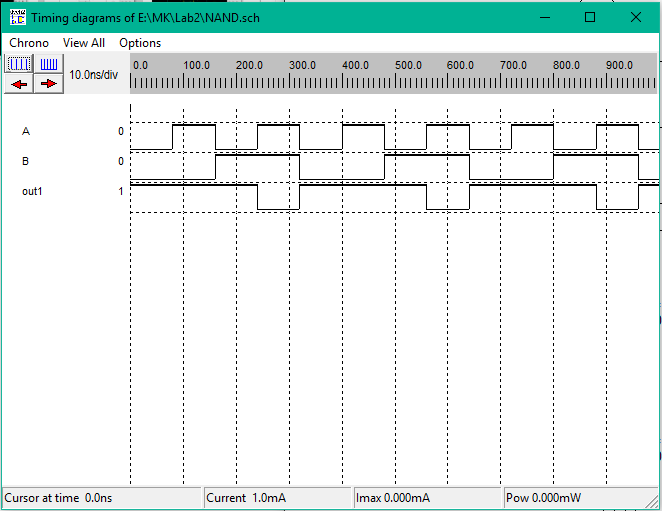 Timing diagrams of E:\MK\Lab2\NAND.sch
Chrono View All Options
10.0ns/div
0.0 100.0 200.0 300.0 400.0 500.0 600.0 700.0 800.0 900.0
A 0
B 0
out1 1
Cursor at time 0.0ns Current 1.0mA Imax 0.000mA Pow 0.000mW